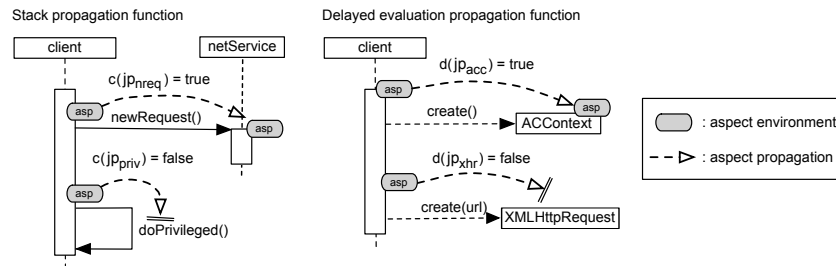 Stack propagation function
client
netService
c(jpnreq) = true
asp
newRequest()
asp
c(jppriv) = false
asp
doPrivileged()
Delayed evaluation propagation function
client
d(jpacc) = true
asp
asp
create()
ACContext
d(jpxhr) = false
asp
create(url)
XMLHttpRequest
: aspect environment
: aspect propagation